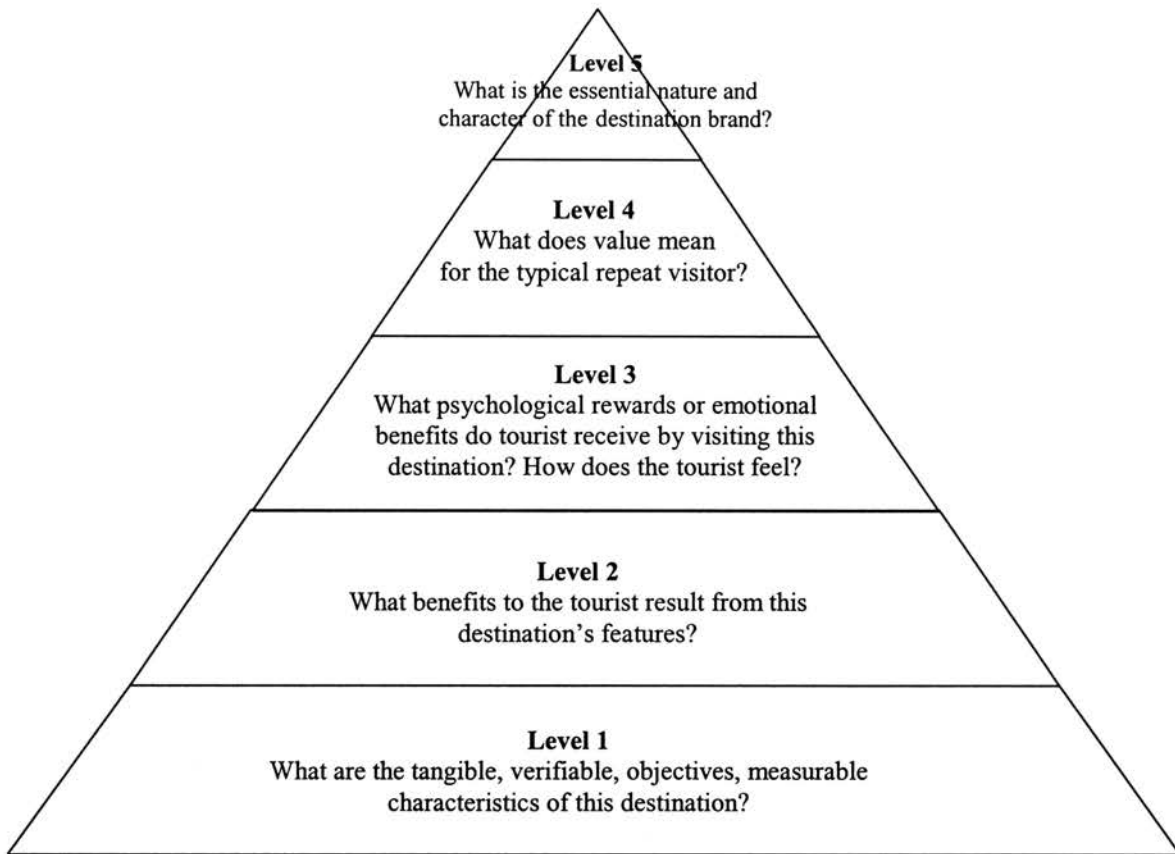 Level 5
What is the essential nature and
character of the destination brand?
Level 4
What does value mean
for the typical repeat visitor?
Level 3
What psychological rewards or emotional
benefits do tourist receive by visiting this
destination? How does the tourist feel?
Level 2
What benefits to the tourist result from this
destination’s features?
Level 1
What are the tangible, verifiable, objectives, measurable
characteristics of this destination?